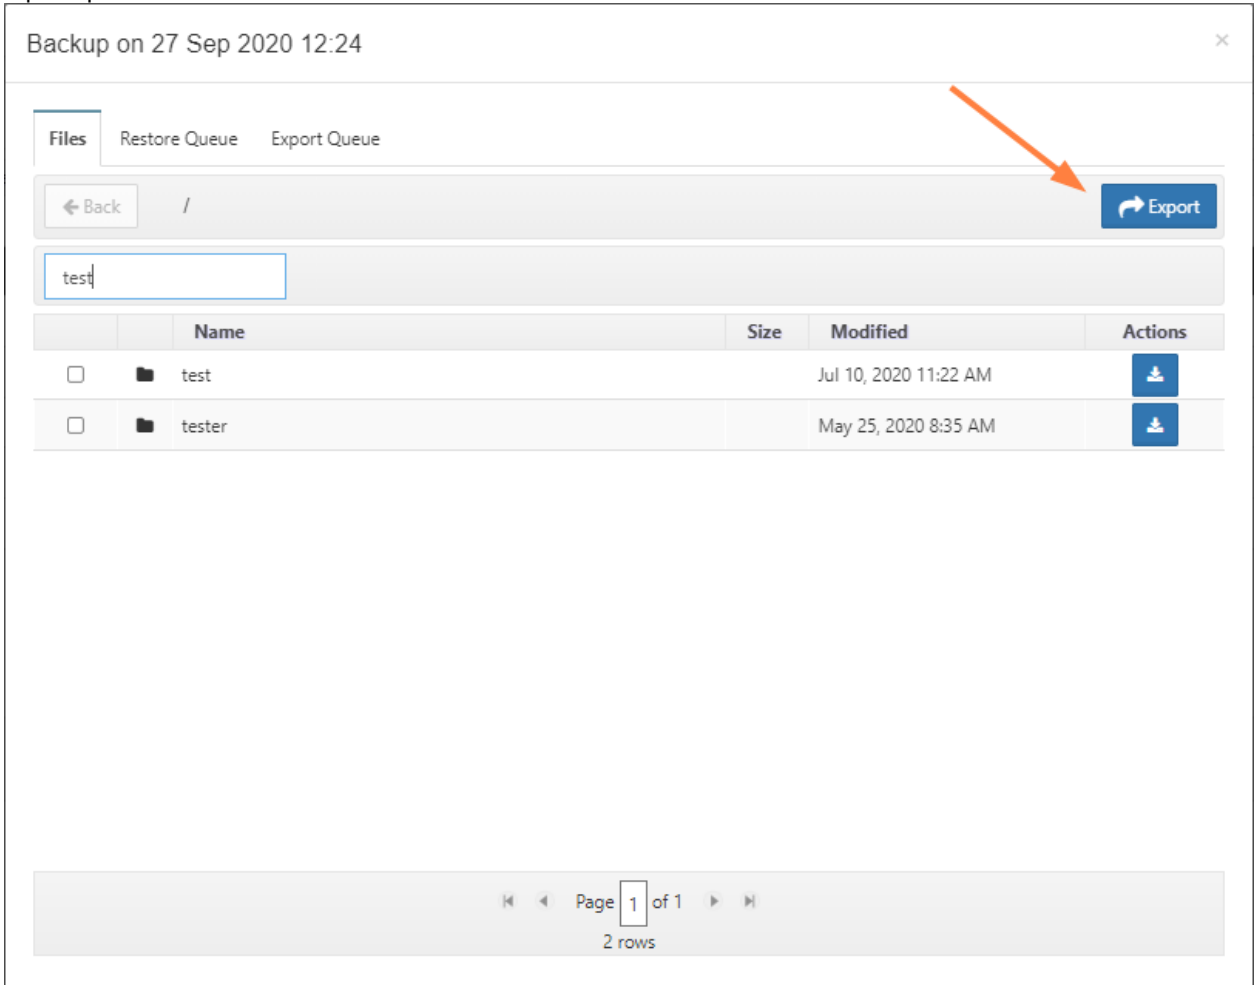 Backup on 27 Sep 2020 12:24 ×
Files Restore Queue Export Queue
Back / Export
test
Name Size Modified Actions
test Jul 10, 2020 11:22 AM
tester May 25, 2020 8:35 AM
Page 1 of 1
2 rows